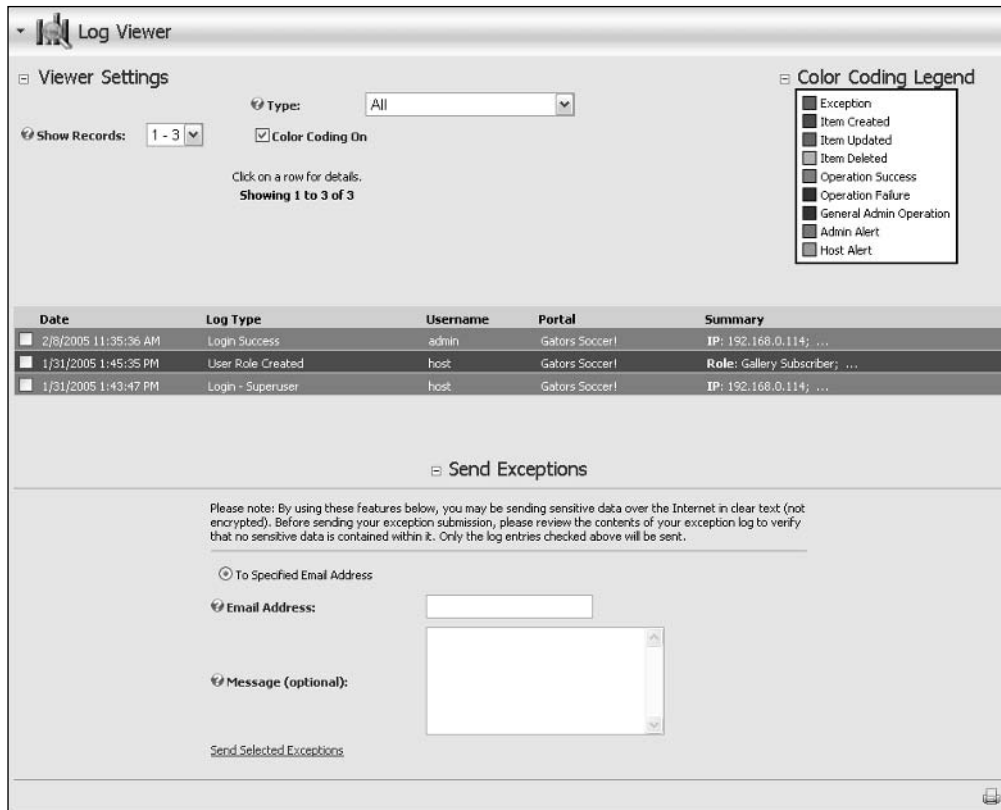 Log Viewer
Viewer Settings
Color Coding Legend
Type: All
Show Records: 1 - 3 Color Coding On
Click on a row for details.
Showing 1 to 3 of 3
Exception
Item Created
Item Updated
Item Deleted
Operation Success
Operation Failure
General Admin Operation
Admin Alert
Host Alert
Date Log Type Username Portal Summary
2/8/2005 11:35:36 AM Login Success admin Gators Soccer! IP: 192.168.0.114; ...
1/31/2005 1:45:35 PM User Role Created host Gators Soccer! Role: Gallery Subscriber; ...
1/31/2005 1:43:47 PM Login - Superuser host Gators Soccer! IP: 192.168.0.114; ...
Send Exceptions
Please note: By using these features below, you may be sending sensitive data over the Internet in clear text (not
encrypted). Before sending your exception submission, please review the contents of your exception log to verify
that no sensitive data is contained within it. Only the log entries checked above will be sent.
To Specified Email Address
Email Address:
Message (optional):
Send Selected Exceptions